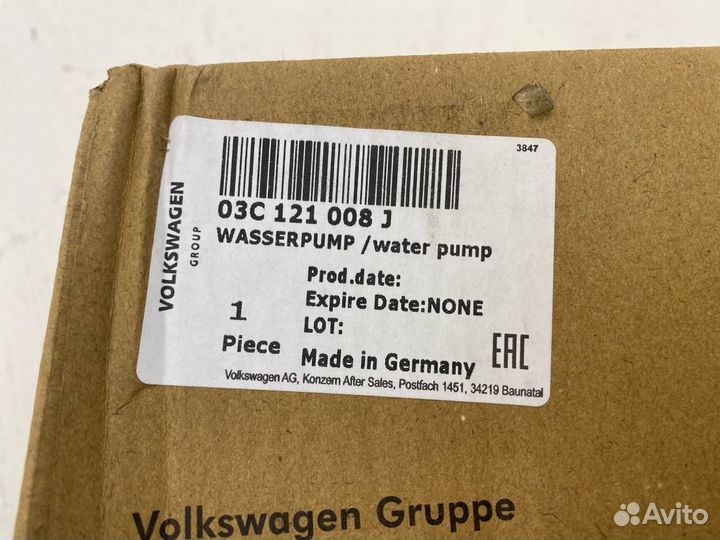 3847
VOLKSWAGEN
GROUP
03C 121 008 J
WASSERPUMP /water pump
Prod.date:
Expire Date:NONE
LOT:
1
Piece
Made in Germany
EAC
Volkswagen AG, Konzern After Sales, Postfach 1451, 34219 Baunatal
Volkswagen Gruppe
Avito